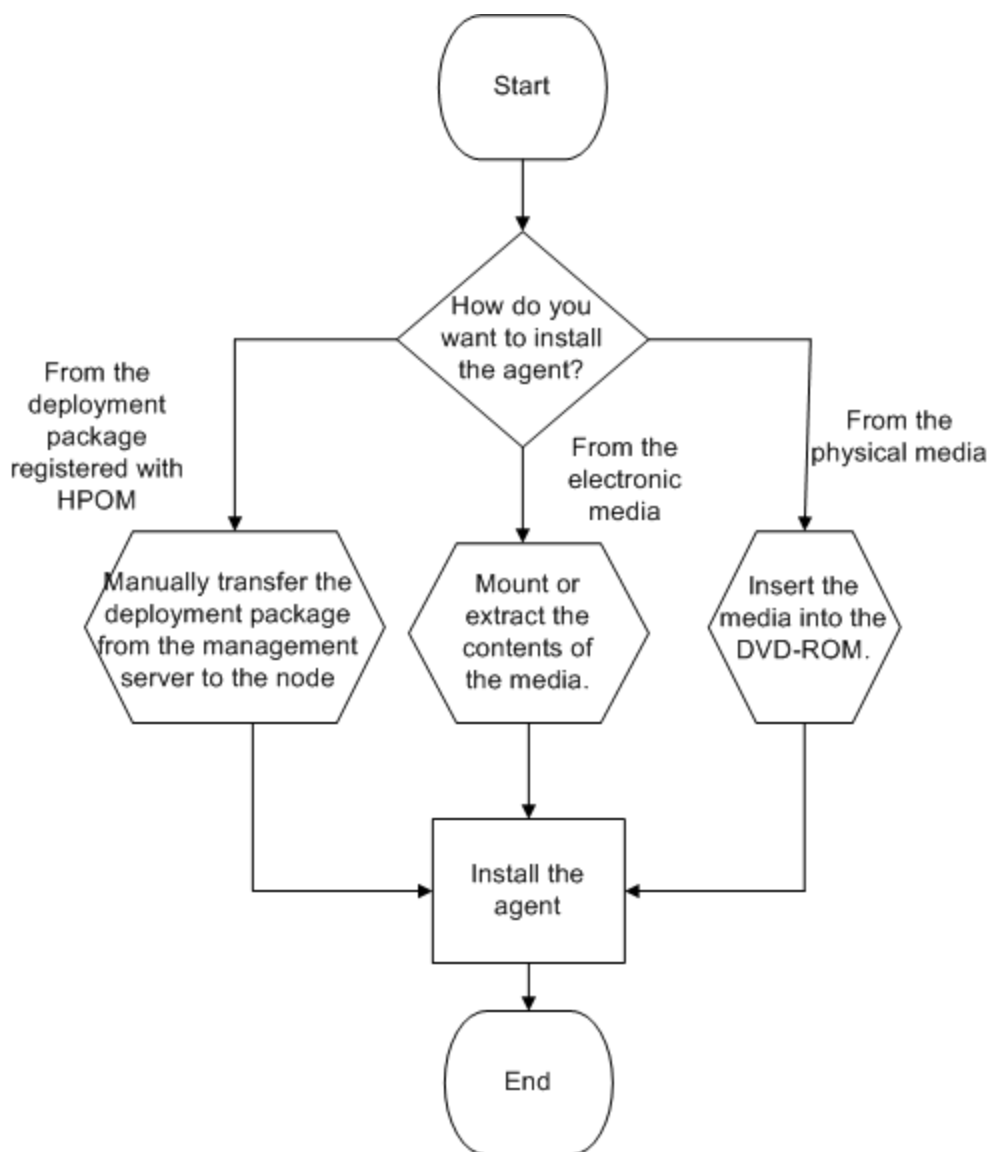 Start
How do you
want to install
the agent?
From the
deployment
package
registered with
HPOM
From the
electronic
media
From the
physical media
Manually transfer the
deployment package
from the management
server to the node
Mount or
extract the
contents of
the media.
Insert the
media into the
DVD-ROM.
Install the
agent
End